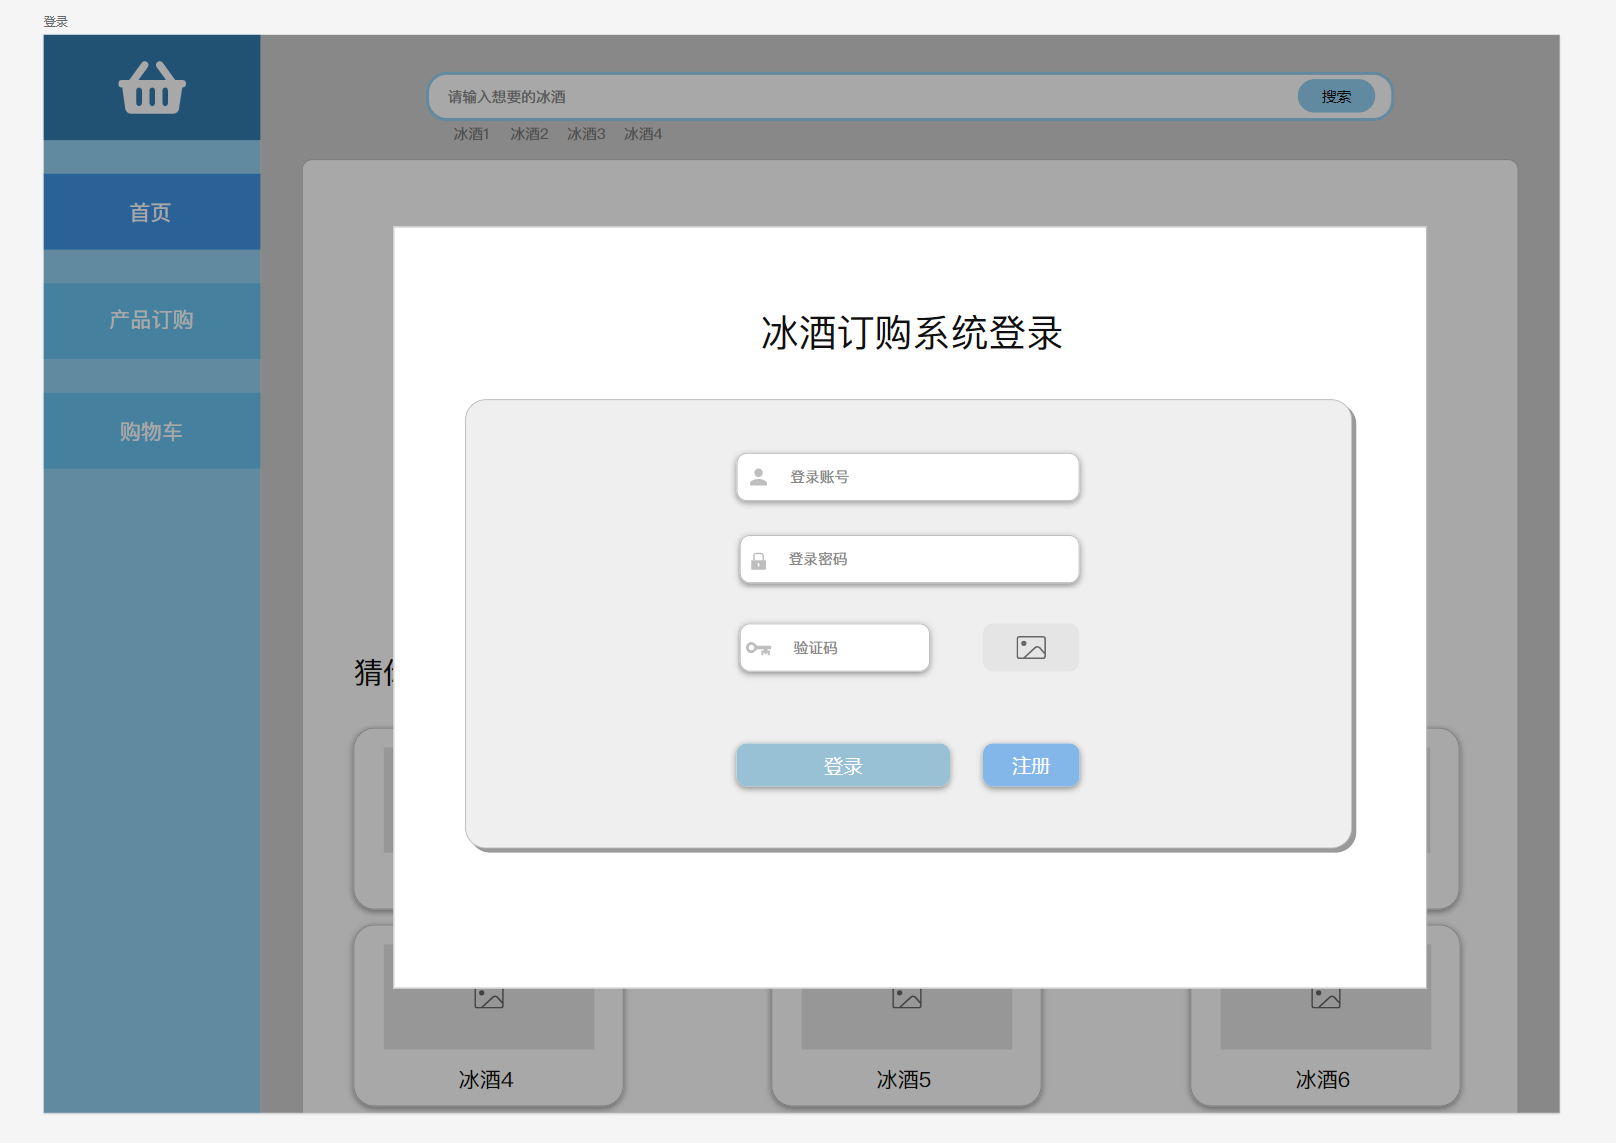 登录
请输入想要的冰酒
搜索
冰酒1 冰酒2 冰酒3 冰酒4
首页
产品订购
购物车
冰酒订购系统登录
登录账号
登录密码
验证码
登录
注册
猜
冰酒4
冰酒5
冰酒6